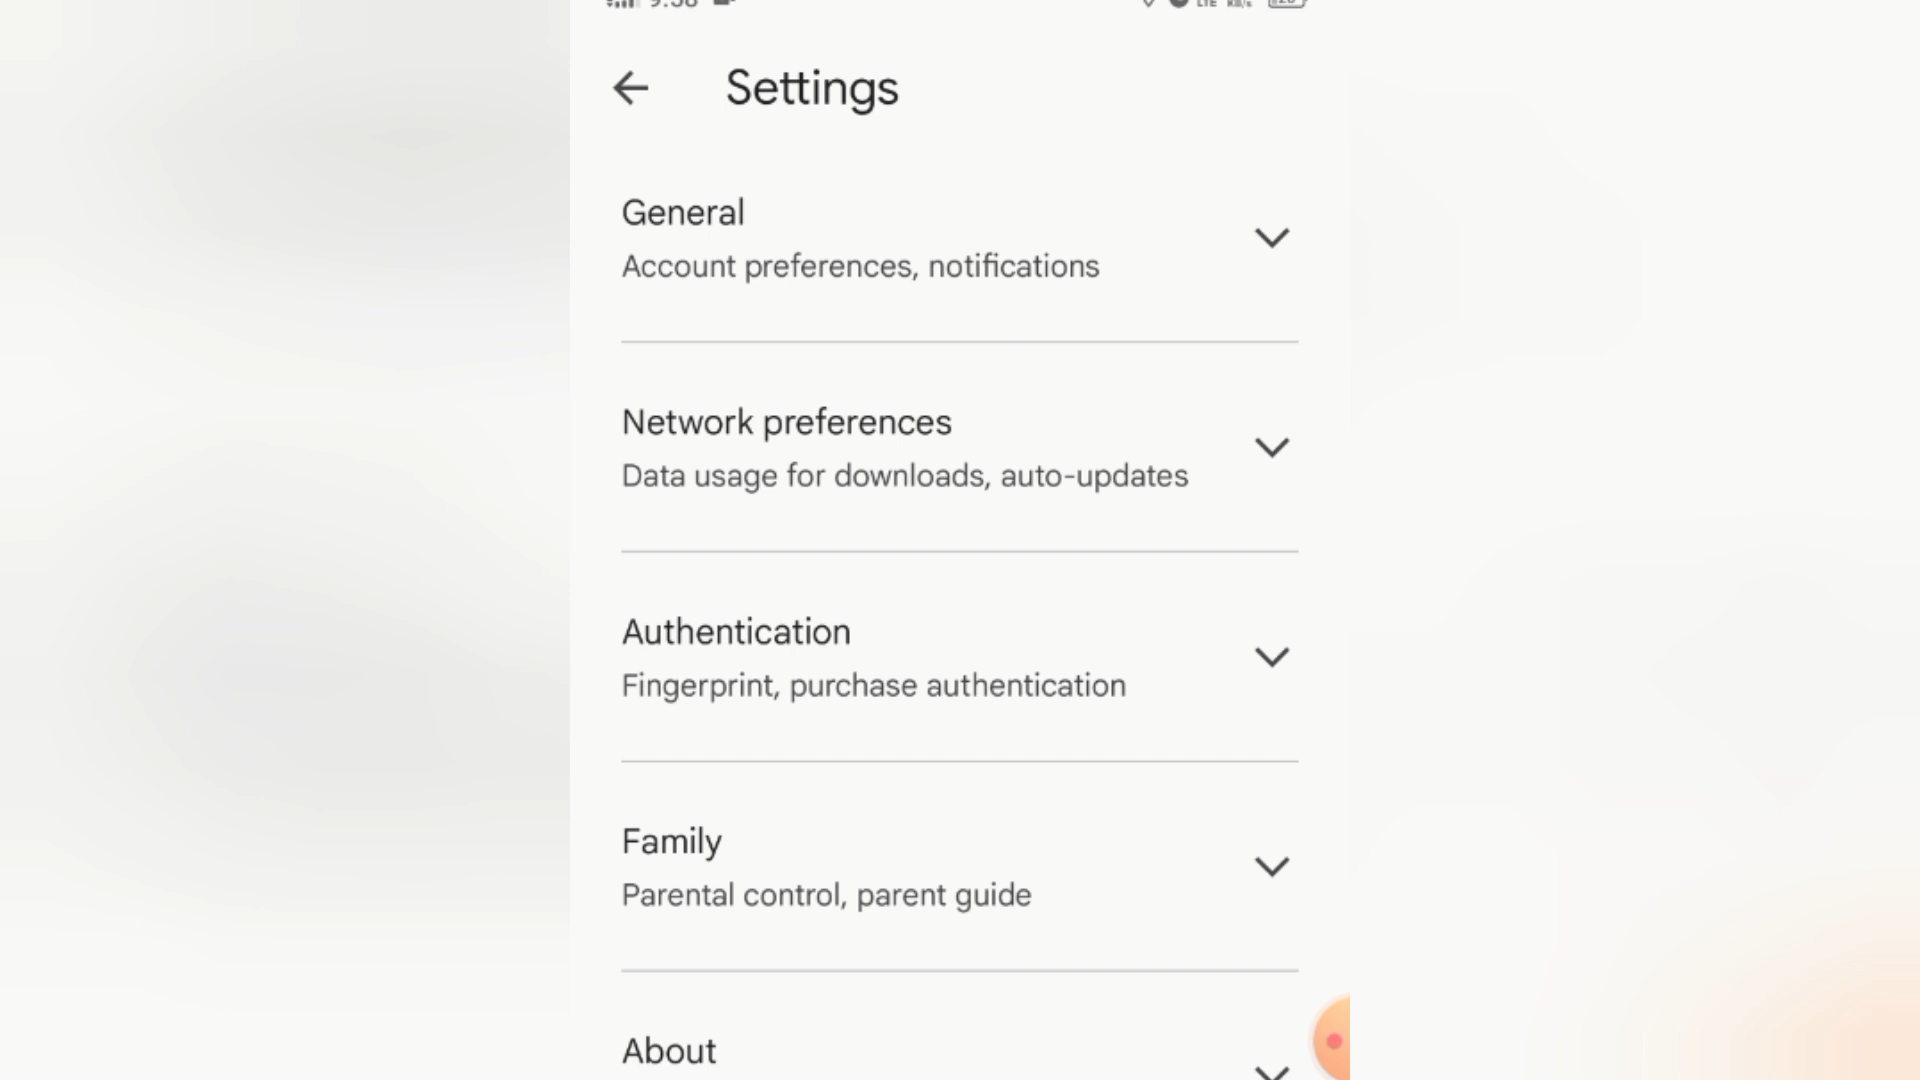 Settings
General
Account preferences, notifications
Network preferences
Data usage for downloads, auto-updates
Authentication
Fingerprint, purchase authentication
Family
Parental control, parent guide
About